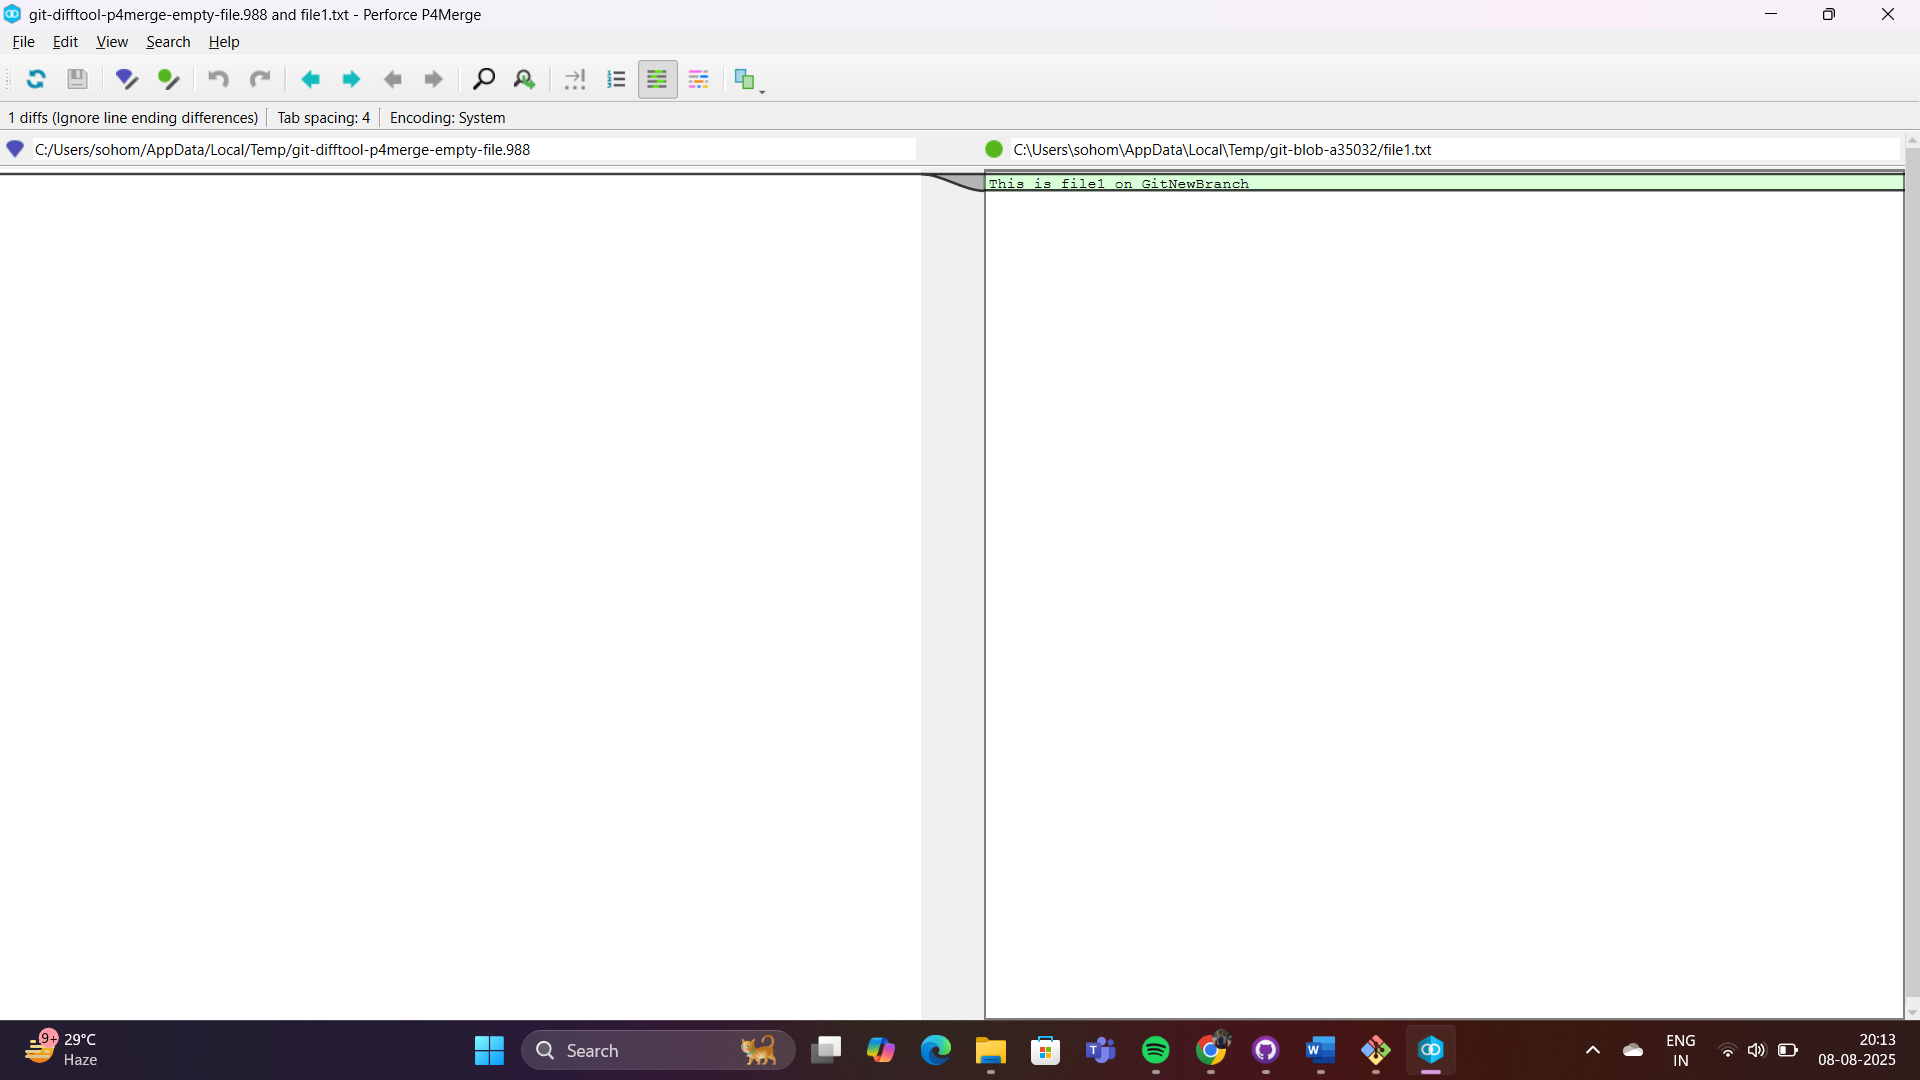 git-difftool-p4merge-empty-file.988 and file1.txt - Perforce P4Merge
File Edit View Search Help
1 diffs (Ignore line ending differences) Tab spacing: 4 Encoding: System
C:/Users/sohom/AppData/Local/Temp/git-difftool-p4merge-empty-file.988
C:\Users\sohom\AppData\Local\Temp/git-blob-a35032/file1.txt
This is file1 on GitNewBranch
9+
29°C
Haze
Search
ENG
IN
20:13
08-08-2025